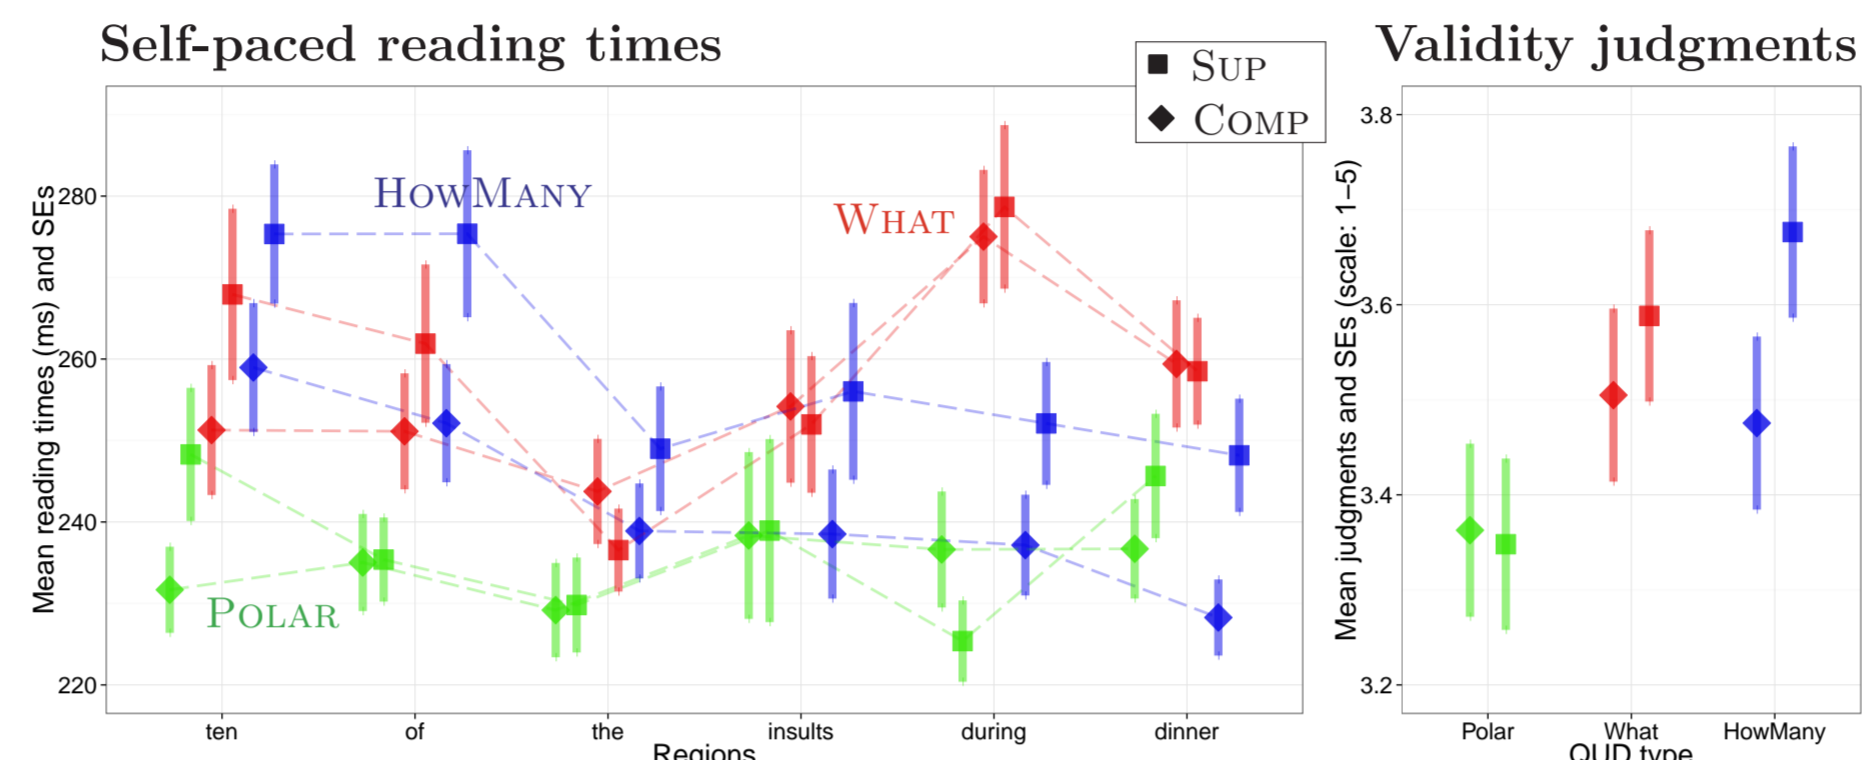 Self-paced reading times
Validity judgments
SUP
COMP
Mean reading times (ms) and SEs
280
260
240
220
HOWMANY
WHAT
POLAR
ten of the insults during dinner
Regions
Mean judgments and SEs (scale: 1–5)
3.8
3.6
3.4
3.2
Polar What HowMany
QUD type